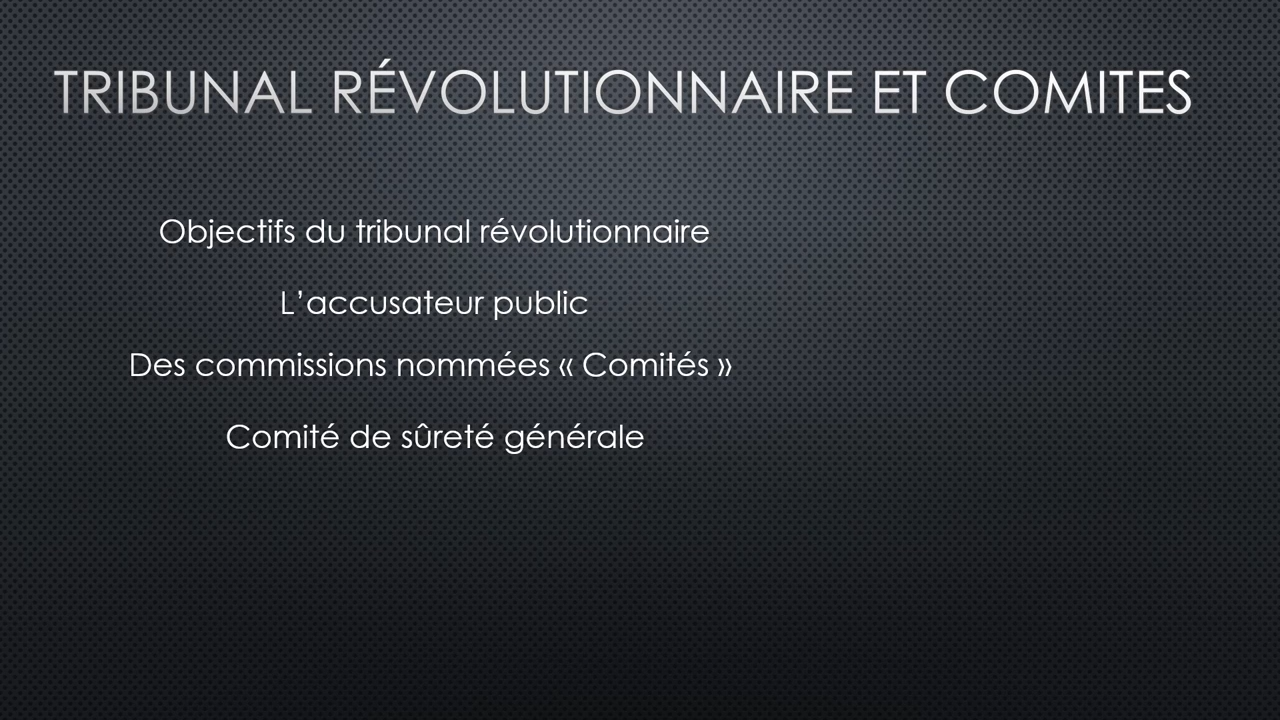 TRIBUNAL RÉVOLUTIONNAIRE ET COMITES
Objectifs du tribunal révolutionnaire
L’accusateur public
Des commissions nommées « Comités »
Comité de sûreté générale